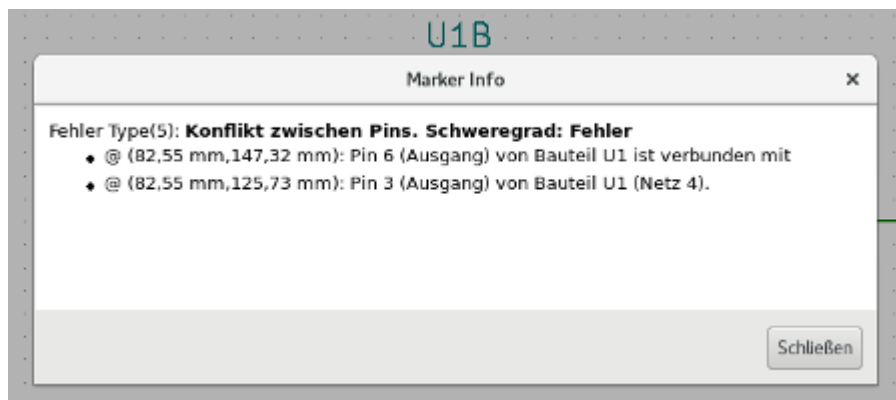 U1B
Marker Info
×
Fehler Type(5): Konflikt zwischen Pins. Schweregrad: Fehler
• @ (82,55 mm,147,32 mm): Pin 6 (Ausgang) von Bauteil U1 ist verbunden mit
• @ (82,55 mm,125,73 mm): Pin 3 (Ausgang) von Bauteil U1 (Netz 4).
Schließen